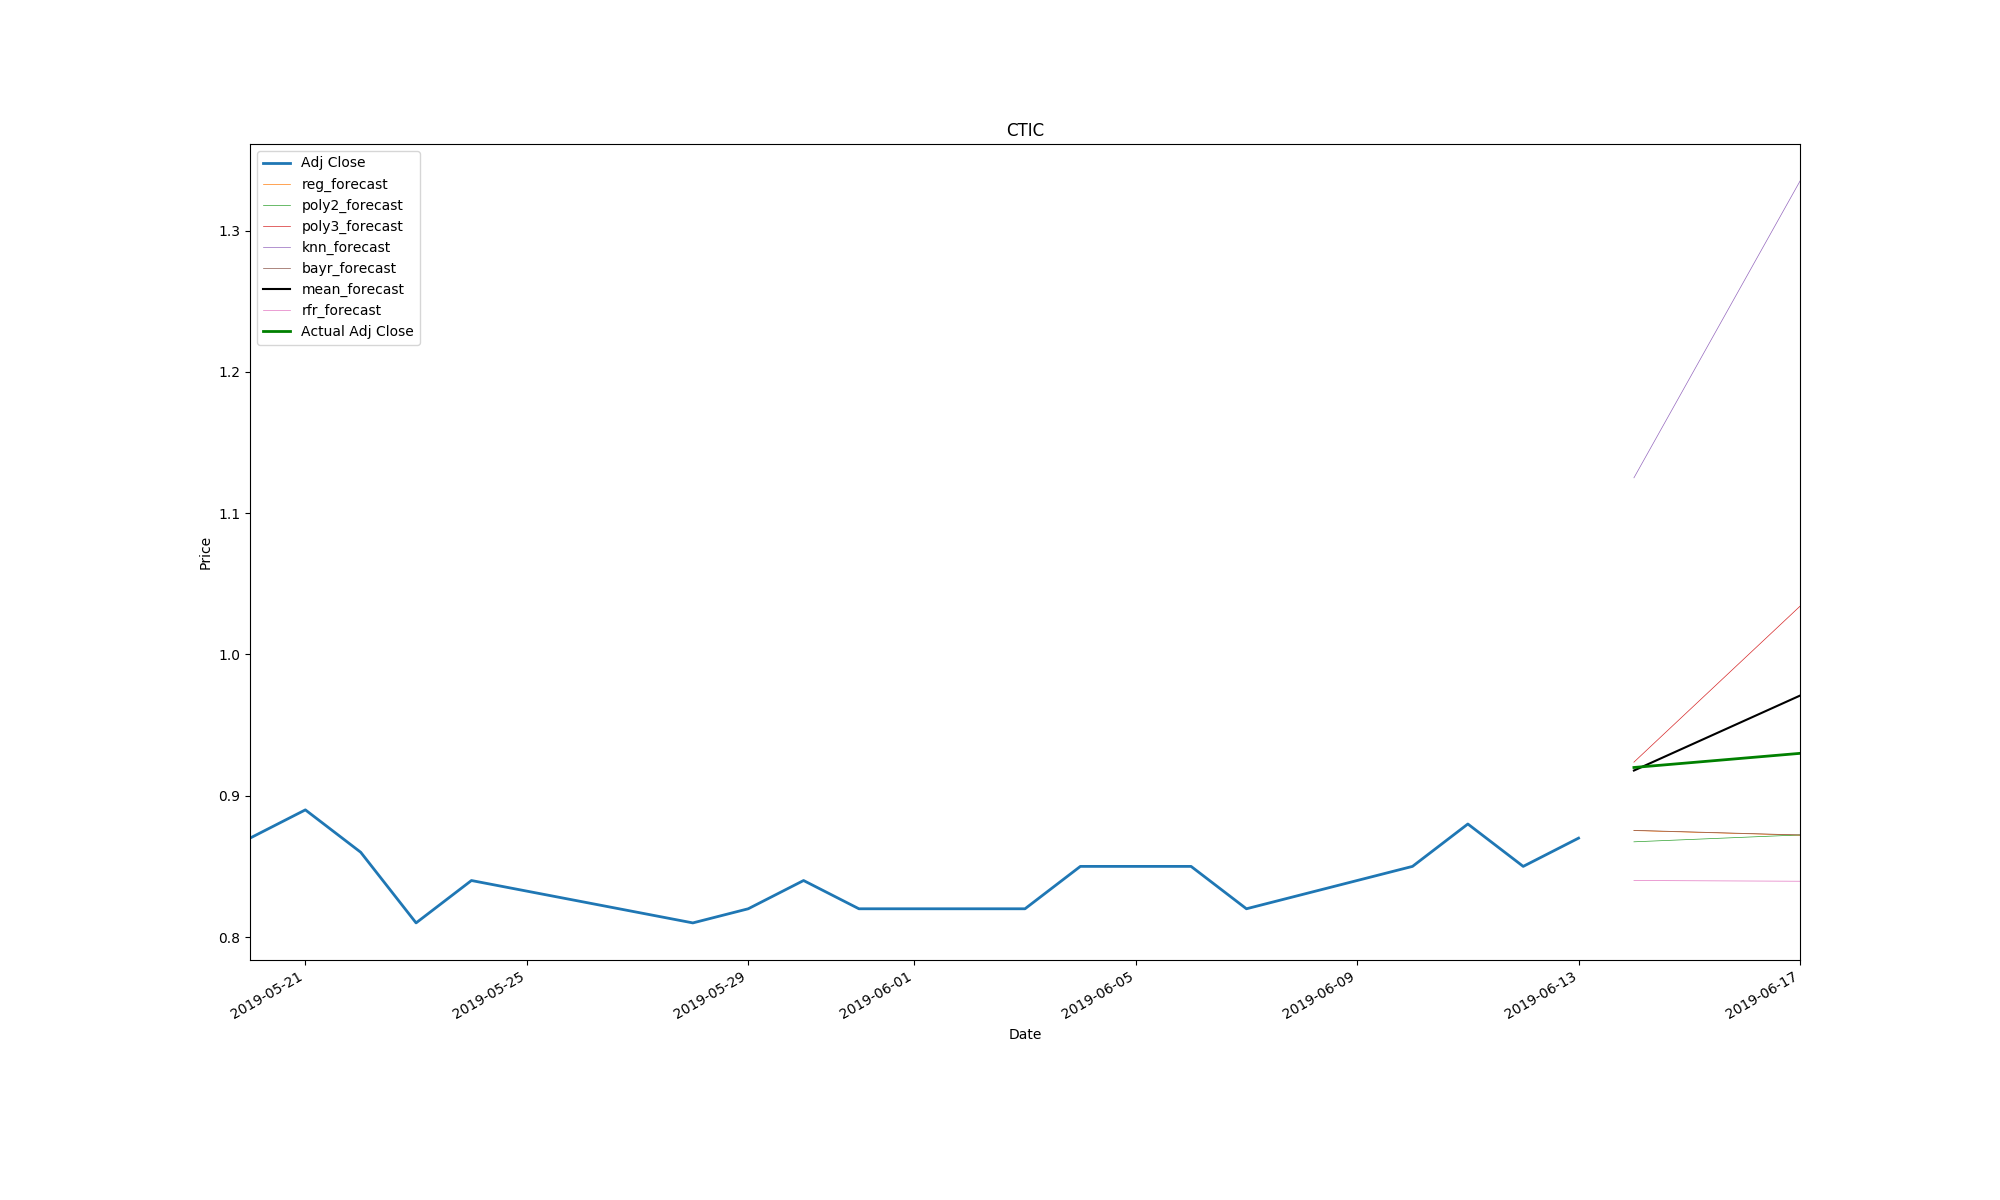 CTIC
Adj Close
reg_forecast
poly2_forecast
poly3_forecast
knn_forecast
bayr_forecast
mean_forecast
rfr_forecast
Actual Adj Close
1.3
1.2
1.1
1.0
0.9
0.8
Price
2019-05-21
2019-05-25
2019-05-29
2019-06-01
2019-06-05
2019-06-09
2019-06-13
2019-06-17
Date